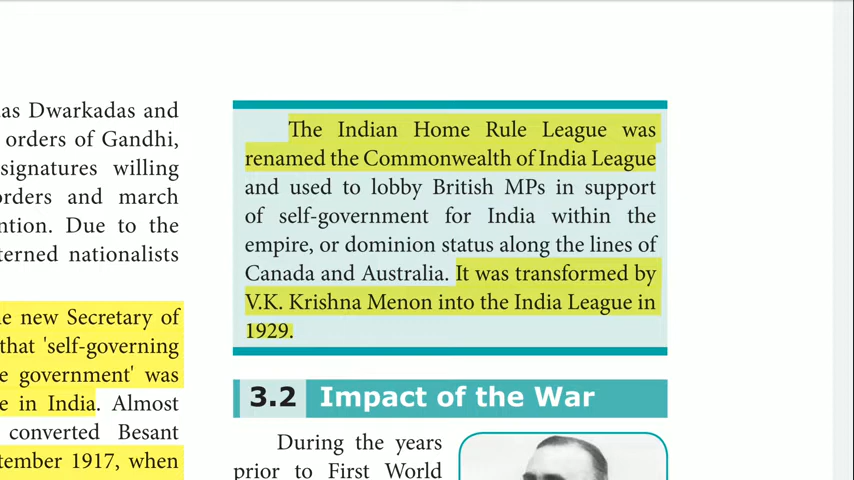 as Dwarkadas and
orders of Gandhi,
signatures willing
orders and march
ntion. Due to the
terned nationalists
e new Secretary of
that 'self-governing
e government' was
e in India. Almost
converted Besant
tember 1917, when
The Indian Home Rule League was
renamed the Commonwealth of India League
and used to lobby British MPs in support
of self-government for India within the
empire, or dominion status along the lines of
Canada and Australia. It was transformed by
V.K. Krishna Menon into the India League in
1929.
3.2 Impact of the War
During the years
prior to First World